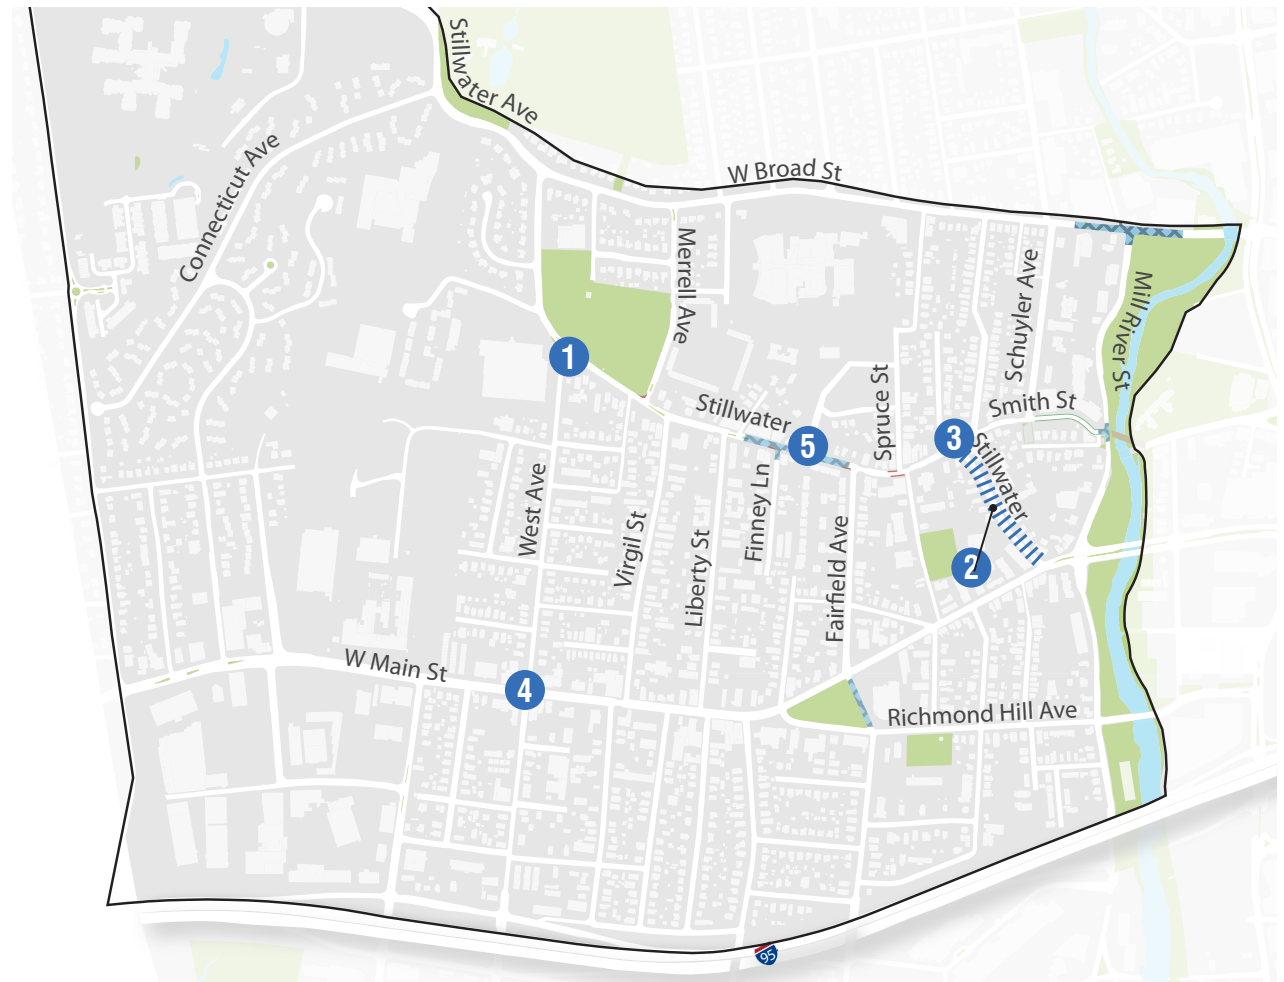 Stillwater Ave
W Broad St
Connecticut Ave
Merrell Ave
Schuyler Ave
Mill River St
1
Stillwater
Spruce St
Smith St
3
5
Stillwater
West Ave
Virgil St
Finney Ln
Liberty St
Fairfield Ave
2
W Main St
4
Richmond Hill Ave
95